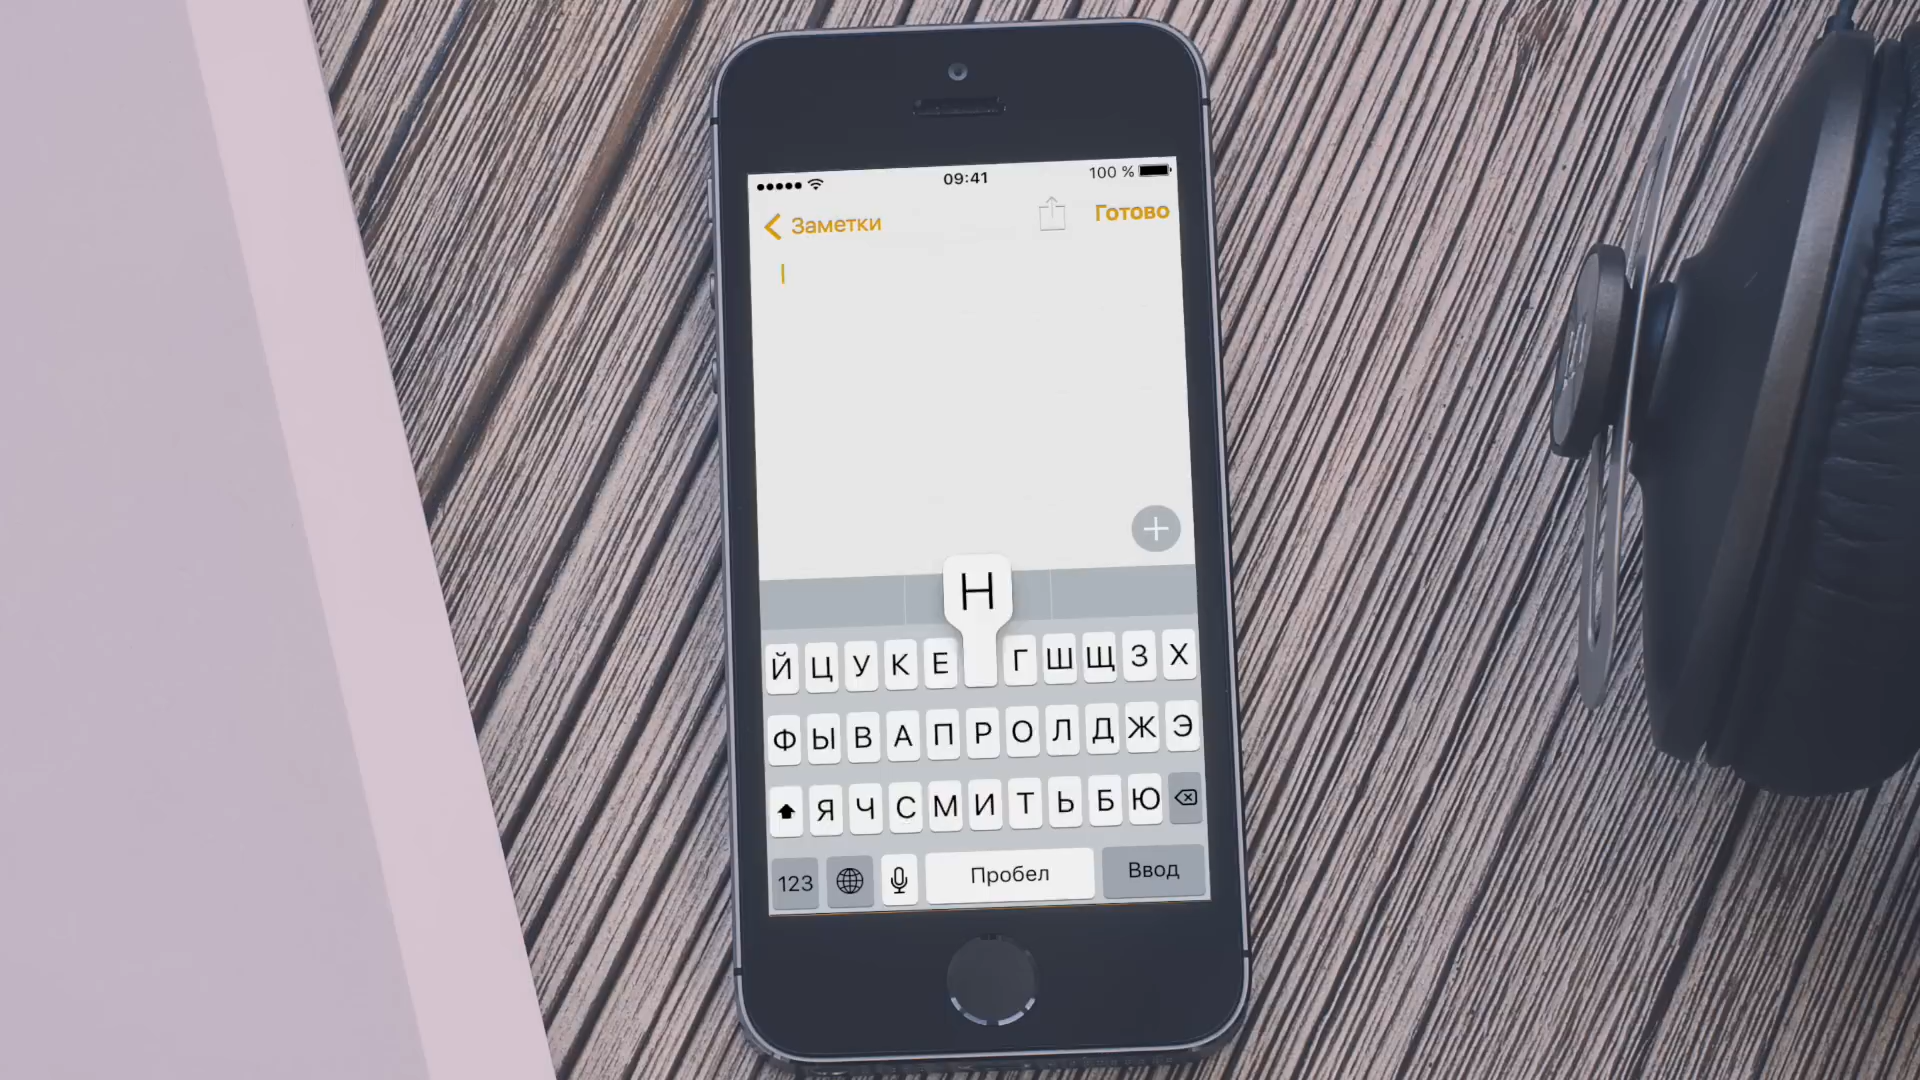 09:41 100 %
Заметки Готово
Н
Й Ц У К Е Г Ш Щ З Х
Ф Ы В А П Р О Л Д Ж Э
Я Ч С М И Т Ь Б Ю
123 Пробел Ввод